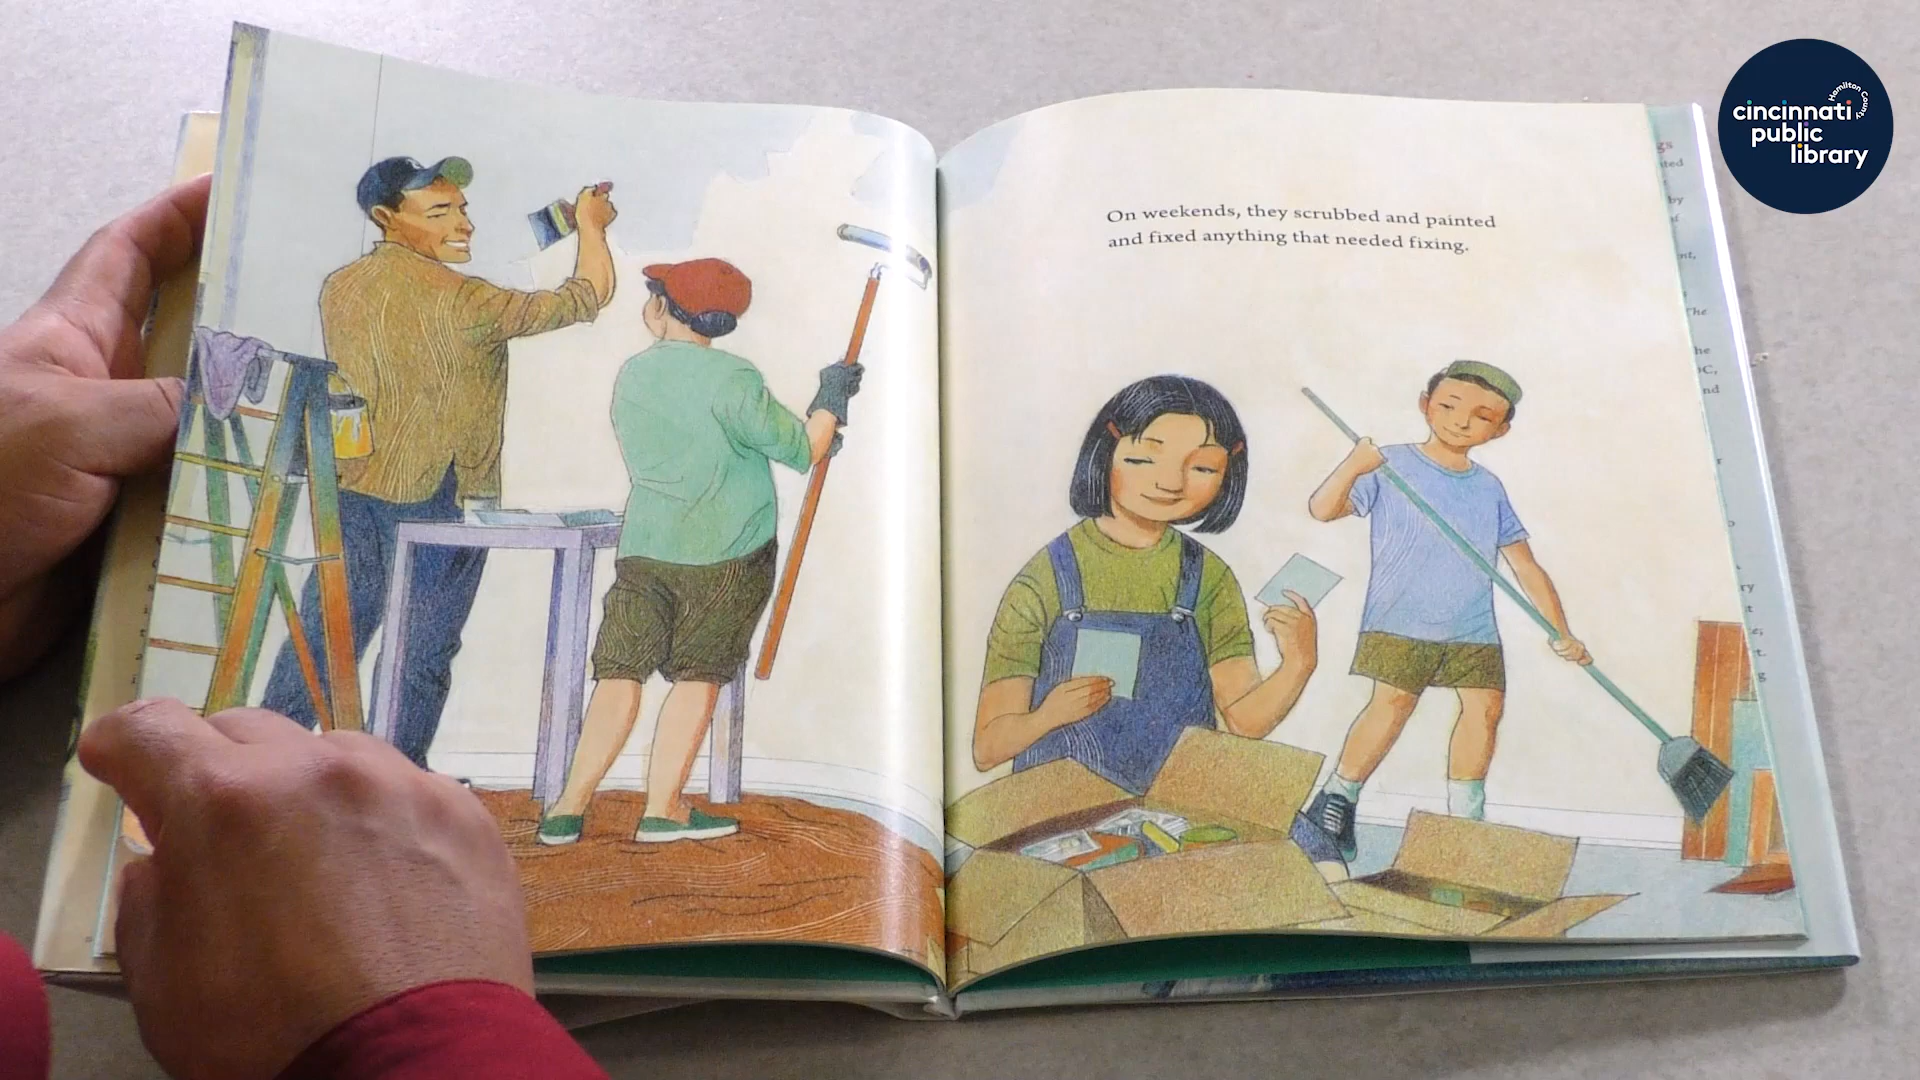 On weekends, they scrubbed and painted
and fixed anything that needed fixing.
Hamilton County
cincinnati
public
library